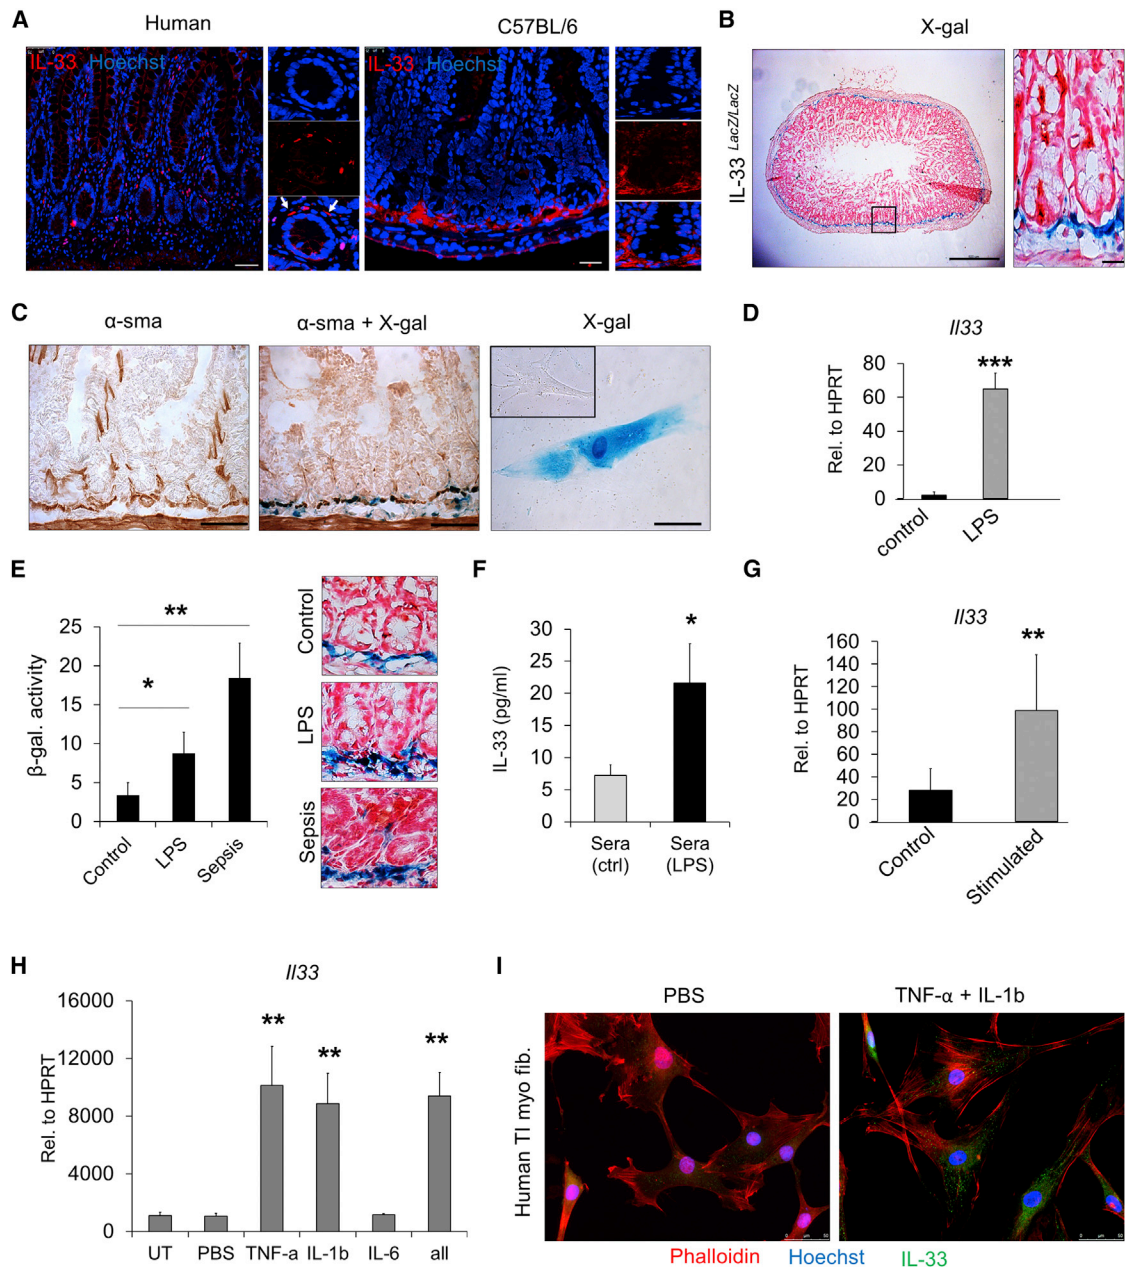 A
Human
C57BL/6
IL-33 Hoechst
IL-33 Hoechst
B
X-gal
IL-33 LacZ/LacZ
C
α-sma
α-sma + X-gal
X-gal
D
Il33
Rel. to HPRT
80
60
40
20
0
***
control
LPS
E
β-gal. activity
25
20
15
10
5
0
**
*
Control
LPS
Sepsis
Control
LPS
Sepsis
F
IL-33 (pg/ml)
30
25
20
15
10
5
0
*
Sera
(ctrl)
Sera
(LPS)
G
Il33
Rel. to HPRT
160
140
120
100
80
60
40
20
0
**
Control
Stimulated
H
Il33
Rel. to HPRT
16000
12000
8000
4000
0
**
**
**
UT
PBS
TNF-a
IL-1b
IL-6
all
I
PBS
TNF-α + IL-1b
Human TI myo fib.
Phalloidin
Hoechst
IL-33